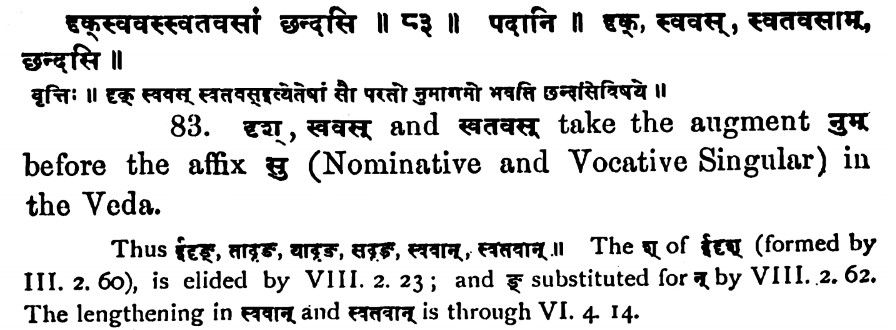 दृक्स्ववस्स्वतवसां छन्दसि ॥ ८३ ॥ पदानि ॥ दृक्, स्ववस्, स्वतवसाम्,
छन्दसि ॥
वृत्तिः ॥ दृक् स्ववस् स्वतवस्इत्येतेषां सौ परतो नुमागमो भवति छन्दसिविषये ॥
83. दृश्, स्ववस् and स्वतवस् take the augment नुम्
before the affix सु (Nominative and Vocative Singular) in
the Veda.
Thus ईदृङ्, तादृङ्, यादृङ्, सदृङ्, स्ववान्, स्वतवान् ॥ The श् of ईदृश् (formed by
III. 2. 60), is elided by VIII. 2. 23; and ङ् substituted for न् by VIII. 2. 62.
The lengthening in स्ववान् and स्वतवान् is through VI. 4. 14.